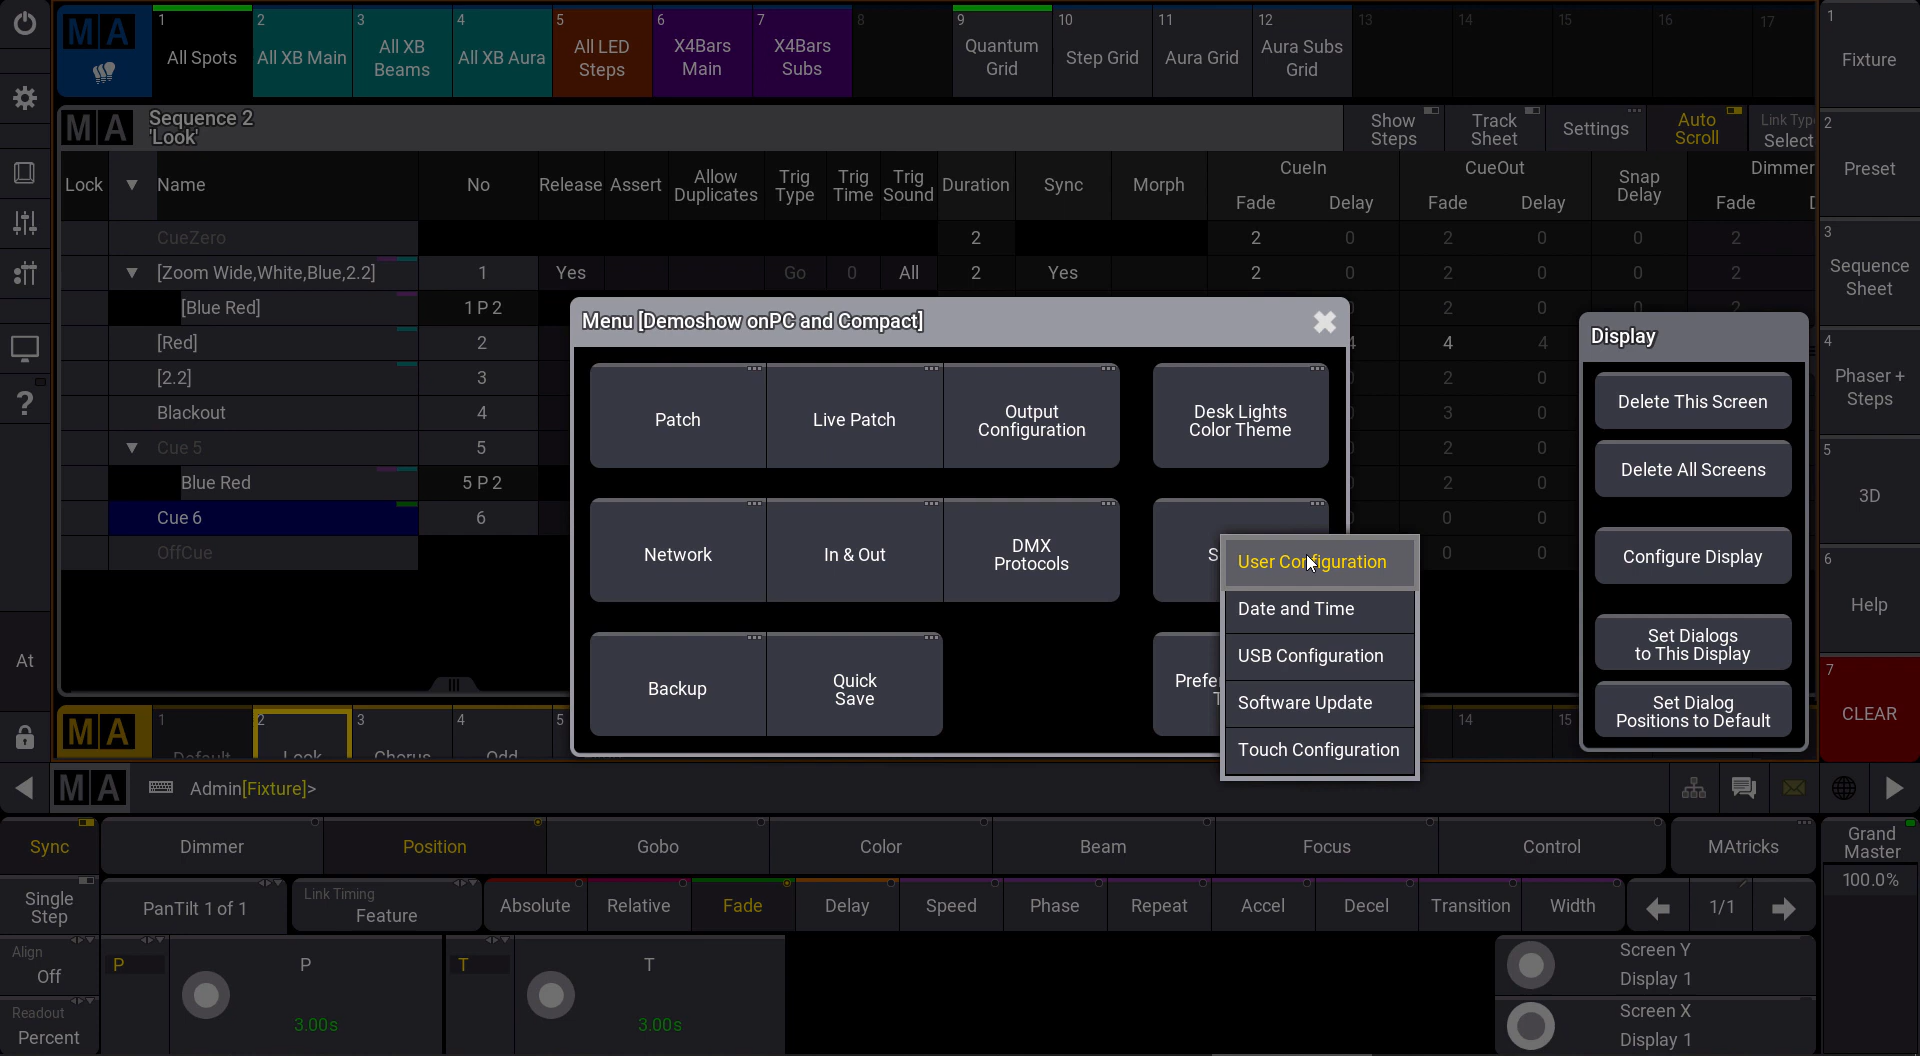 MA
1
All Spots
2
All XB Main
3
All XB
Beams
4
All XB Aura
5
All LED
Steps
6
X4Bars
Main
7
X4Bars
Subs
8
9
Quantum
Grid
10
Step Grid
11
Aura Grid
12
Aura Subs
Grid
13
14
15
16
17
1
Fixture
MA
Sequence 2
'Look'
Show
Steps
Track
Sheet
Settings
Auto
Scroll
Link Typ
Select
2
Preset
Lock
Name
No
Release
Assert
Allow
Duplicates
Trig
Type
Trig
Time
Trig
Sound
Duration
Sync
Morph
CueIn
Fade
Delay
CueOut
Fade
Delay
Snap
Delay
Dimmer
Fade
CueZero 2 2 0 2 0 0 2
[Zoom Wide,White,Blue,2.2] 1 Yes Go 0 All 2 Yes 2 0 2 0 0 2
[Blue Red] 1 P 2 2 0 0 2
[Red] 2 4 4 4
[2.2] 3 2 0
Blackout 4 3 0
Cue 5 5 2 0
Blue Red 5 P 2 2 0
Cue 6 6 0 0
OffCue 0 0
3
Sequence
Sheet
4
Phaser +
Steps
5
3D
6
Help
7
CLEAR
Menu [Demoshow onPC and Compact]
Patch
Live Patch
Output
Configuration
Desk Lights
Color Theme
Network
In & Out
DMX
Protocols
S
Backup
Quick
Save
Prefe
T
User Configuration
Date and Time
USB Configuration
Software Update
Touch Configuration
Display
Delete This Screen
Delete All Screens
Configure Display
Set Dialogs
to This Display
Set Dialog
Positions to Default
?
At
MA
1
Default
2
Look
3
Chorus
4
Odd
5
14
15
MA
Admin[Fixture]>
Sync
Dimmer
Position
Gobo
Color
Beam
Focus
Control
MAtricks
Grand
Master
100.0%
Single
Step
PanTilt 1 of 1
Link Timing
Feature
Absolute
Relative
Fade
Delay
Speed
Phase
Repeat
Accel
Decel
Transition
Width
1/1
Align
Off
Readout
Percent
P
P
3.00s
T
T
3.00s
Screen Y
Display 1
Screen X
Display 1